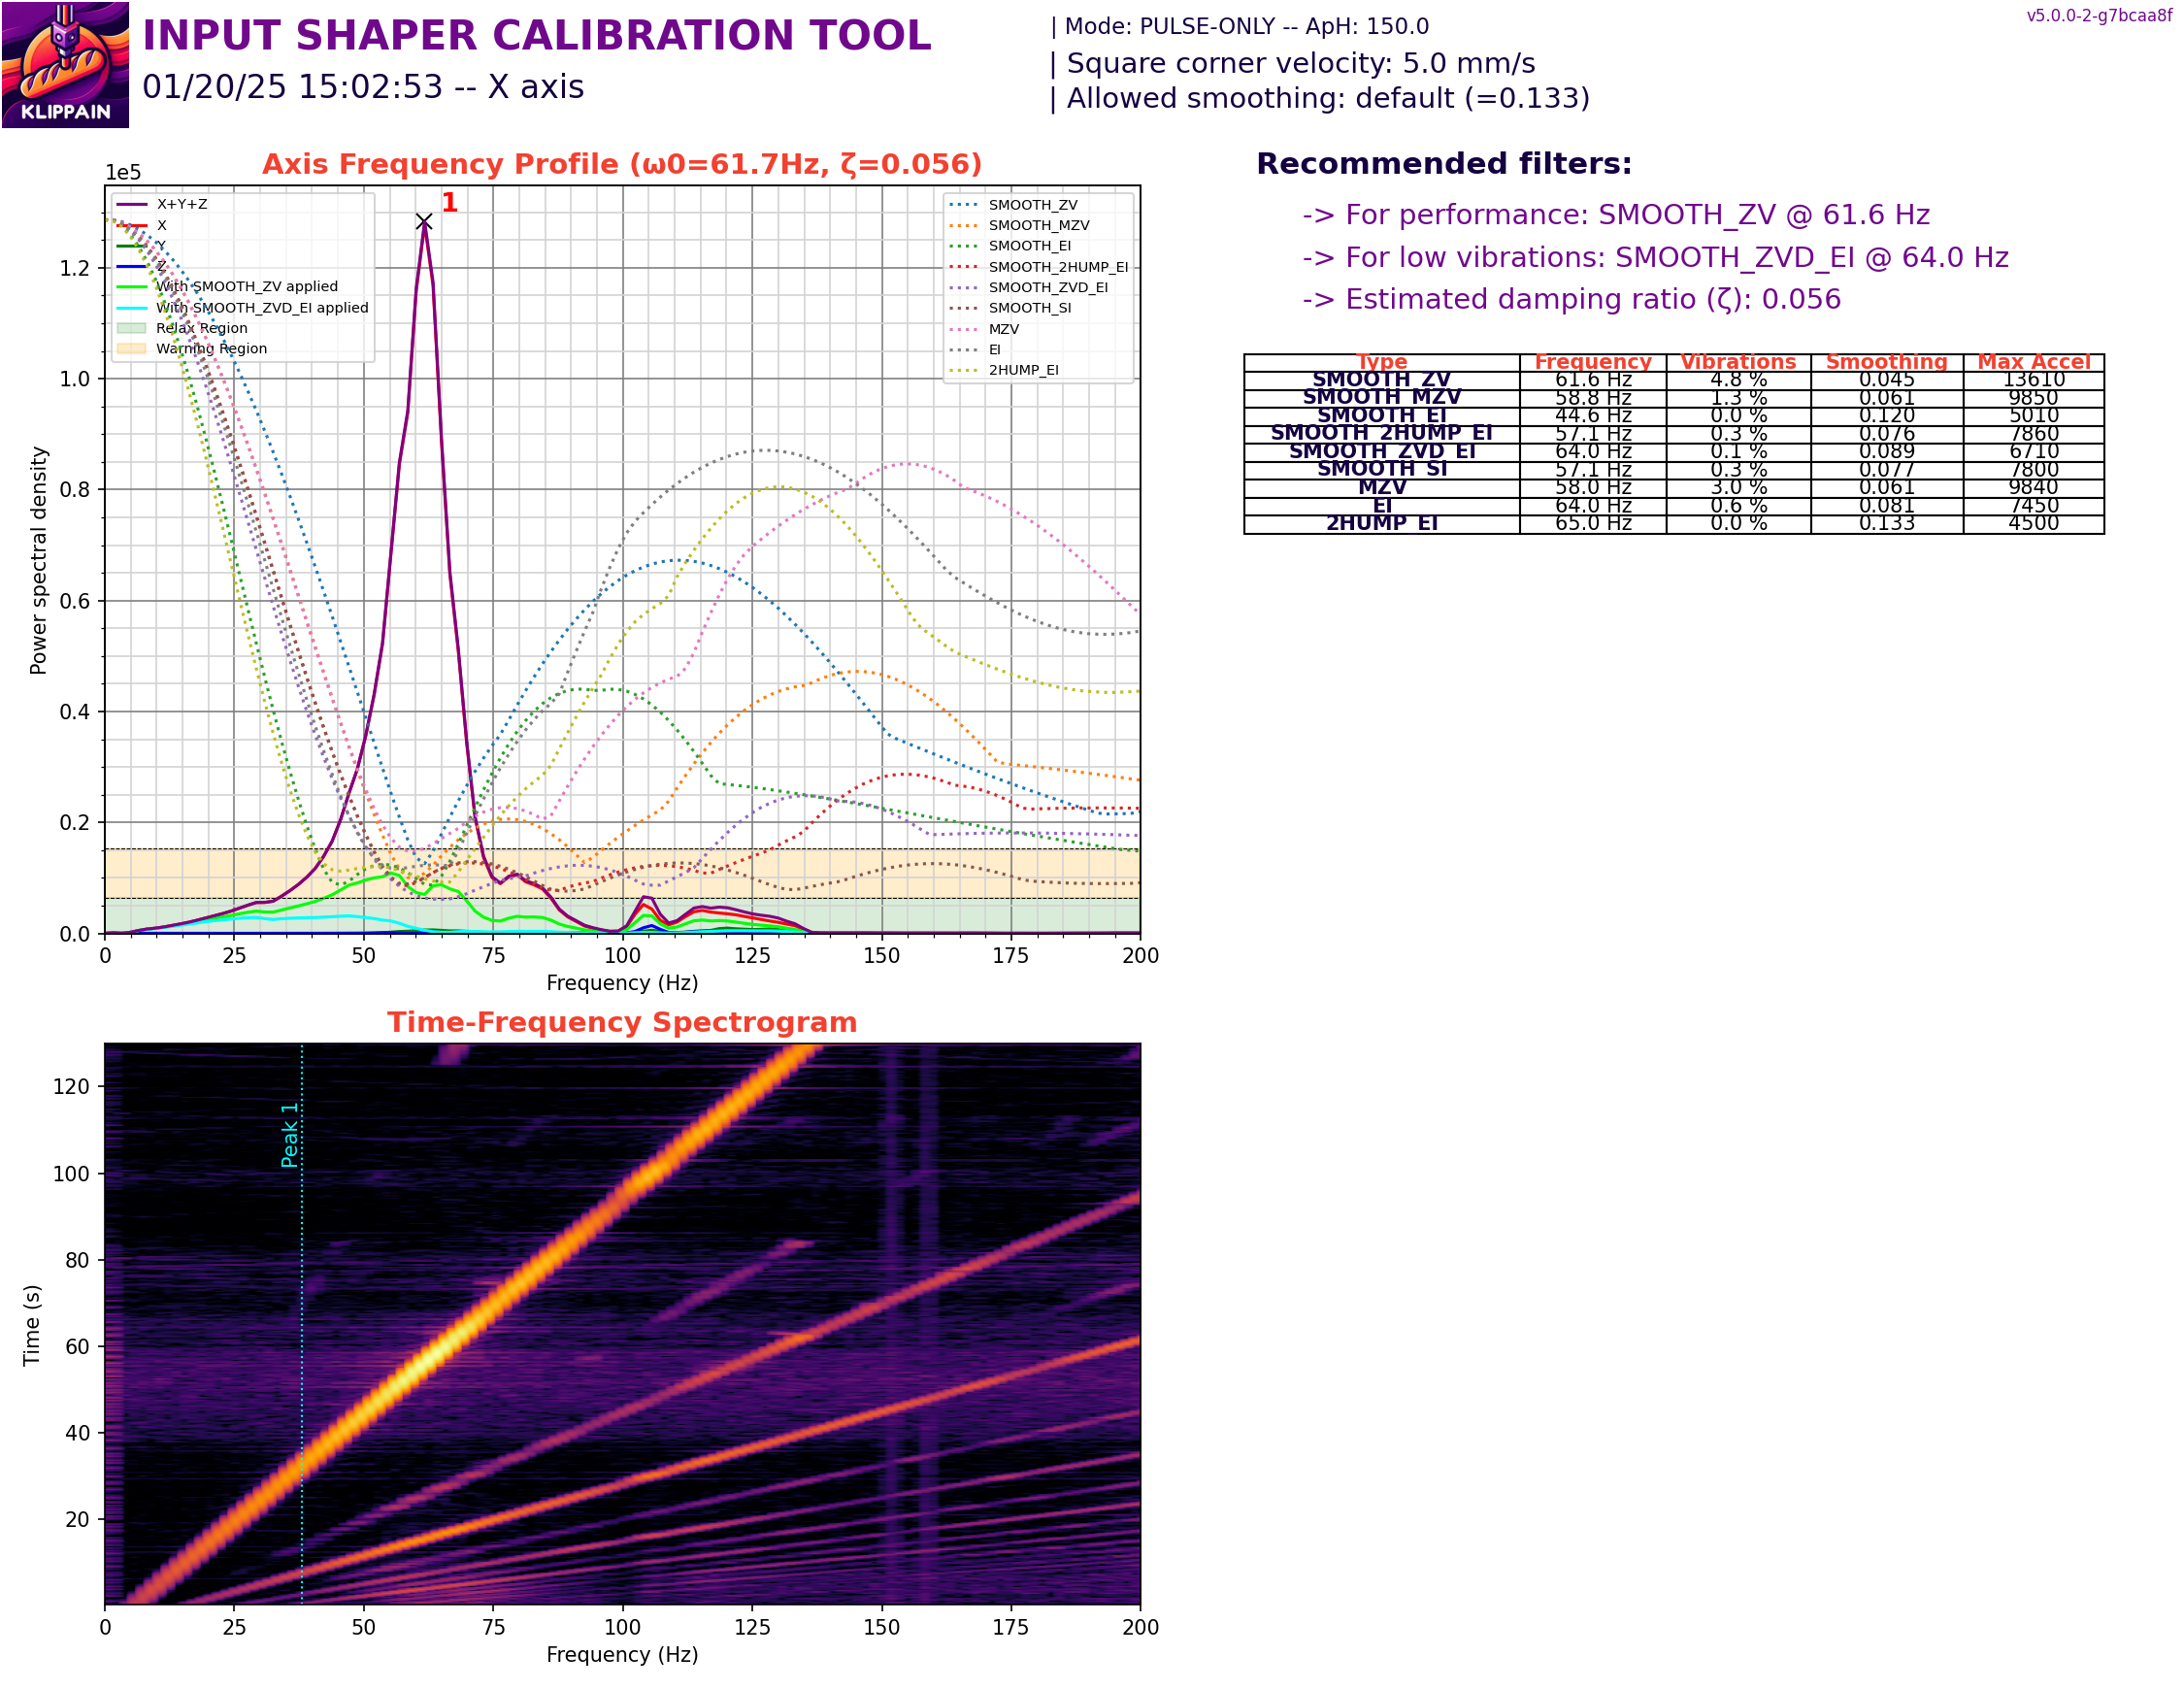 KLIPPAIN
INPUT SHAPER CALIBRATION TOOL
01/20/25 15:02:53 -- X axis
| Mode: PULSE-ONLY -- ApH: 150.0
| Square corner velocity: 5.0 mm/s
| Allowed smoothing: default (=0.133)
v5.0.0-2-g7bcaa8f
Axis Frequency Profile (ω0=61.7Hz, ζ=0.056)
1e5
1
X+Y+Z
X
Y
Z
With SMOOTH_ZV applied
With SMOOTH_ZVD_EI applied
Relax Region
Warning Region
SMOOTH_ZV
SMOOTH_MZV
SMOOTH_EI
SMOOTH_2HUMP_EI
SMOOTH_ZVD_EI
SMOOTH_SI
MZV
EI
2HUMP_EI
Power spectral density
1.2
1.0
0.8
0.6
0.4
0.2
0.0
0 25 50 75 100 125 150 175 200
Frequency (Hz)
Recommended filters:
-> For performance: SMOOTH_ZV @ 61.6 Hz
-> For low vibrations: SMOOTH_ZVD_EI @ 64.0 Hz
-> Estimated damping ratio (ζ): 0.056
Type Frequency Vibrations Smoothing Max Accel
SMOOTH_ZV 61.6 Hz 4.8 % 0.045 13610
SMOOTH_MZV 58.8 Hz 1.3 % 0.061 9850
SMOOTH_EI 44.6 Hz 0.0 % 0.120 5010
SMOOTH_2HUMP_EI 57.1 Hz 0.3 % 0.076 7860
SMOOTH_ZVD_EI 64.0 Hz 0.1 % 0.089 6710
SMOOTH_SI 57.1 Hz 0.3 % 0.077 7800
MZV 58.0 Hz 3.0 % 0.061 9840
EI 64.0 Hz 0.6 % 0.081 7450
2HUMP_EI 65.0 Hz 0.0 % 0.133 4500
Time-Frequency Spectrogram
Peak 1
Time (s)
120
100
80
60
40
20
0 25 50 75 100 125 150 175 200
Frequency (Hz)